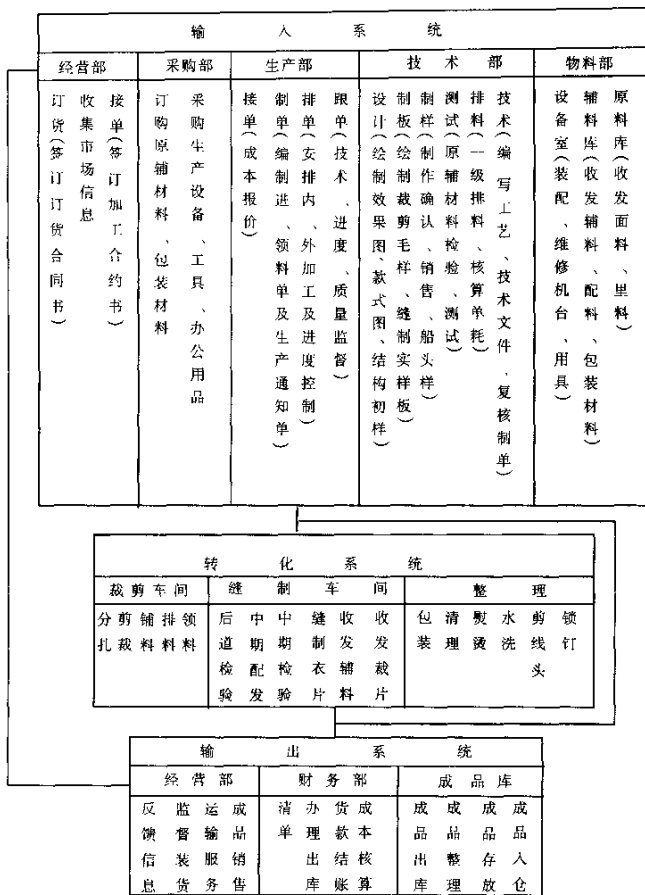 输入系统
经营部
接单(签订加工合约书)
收集市场信息
订货(签订订货合同书)
采购部
采购生产设备、工具、办公用品
订购原辅材料、包装材料
生产部
跟单(技术、进度、质量监督)
排单(安排内、外加工及进度控制)
制单(编制进、领料单及生产通知单)
接单(成本报价)
技术部
技术(编写工艺、技术文件,复核制单)
排料(一级排料、核算单耗)
测试(原辅材料检验、测试)
制样(制作确认、销售、船头样)
制板(绘制裁剪毛样、缝制实样板)
设计(绘制效果图、款式图、结构初样)
物料部
原料库(收发面料、里料)
辅料库(收发辅料、配料、包装材料)
设备室(装配、维修机台、用具)
转化系统
裁剪车间
领料
排料
铺料
剪裁
分扎
缝制车间
收发裁片
收发辅料
缝制衣片
中期检验
中期配发
后道检验
整理
锁钉
剪线头
水洗
熨烫
清理
包装
输出系统
经营部
成品销售
运输服务
监督装货
反馈信息
财务部
成本核算
货款结账
办理出库
清单
成品库
成品入仓
成品存放
成品整理
成品出库